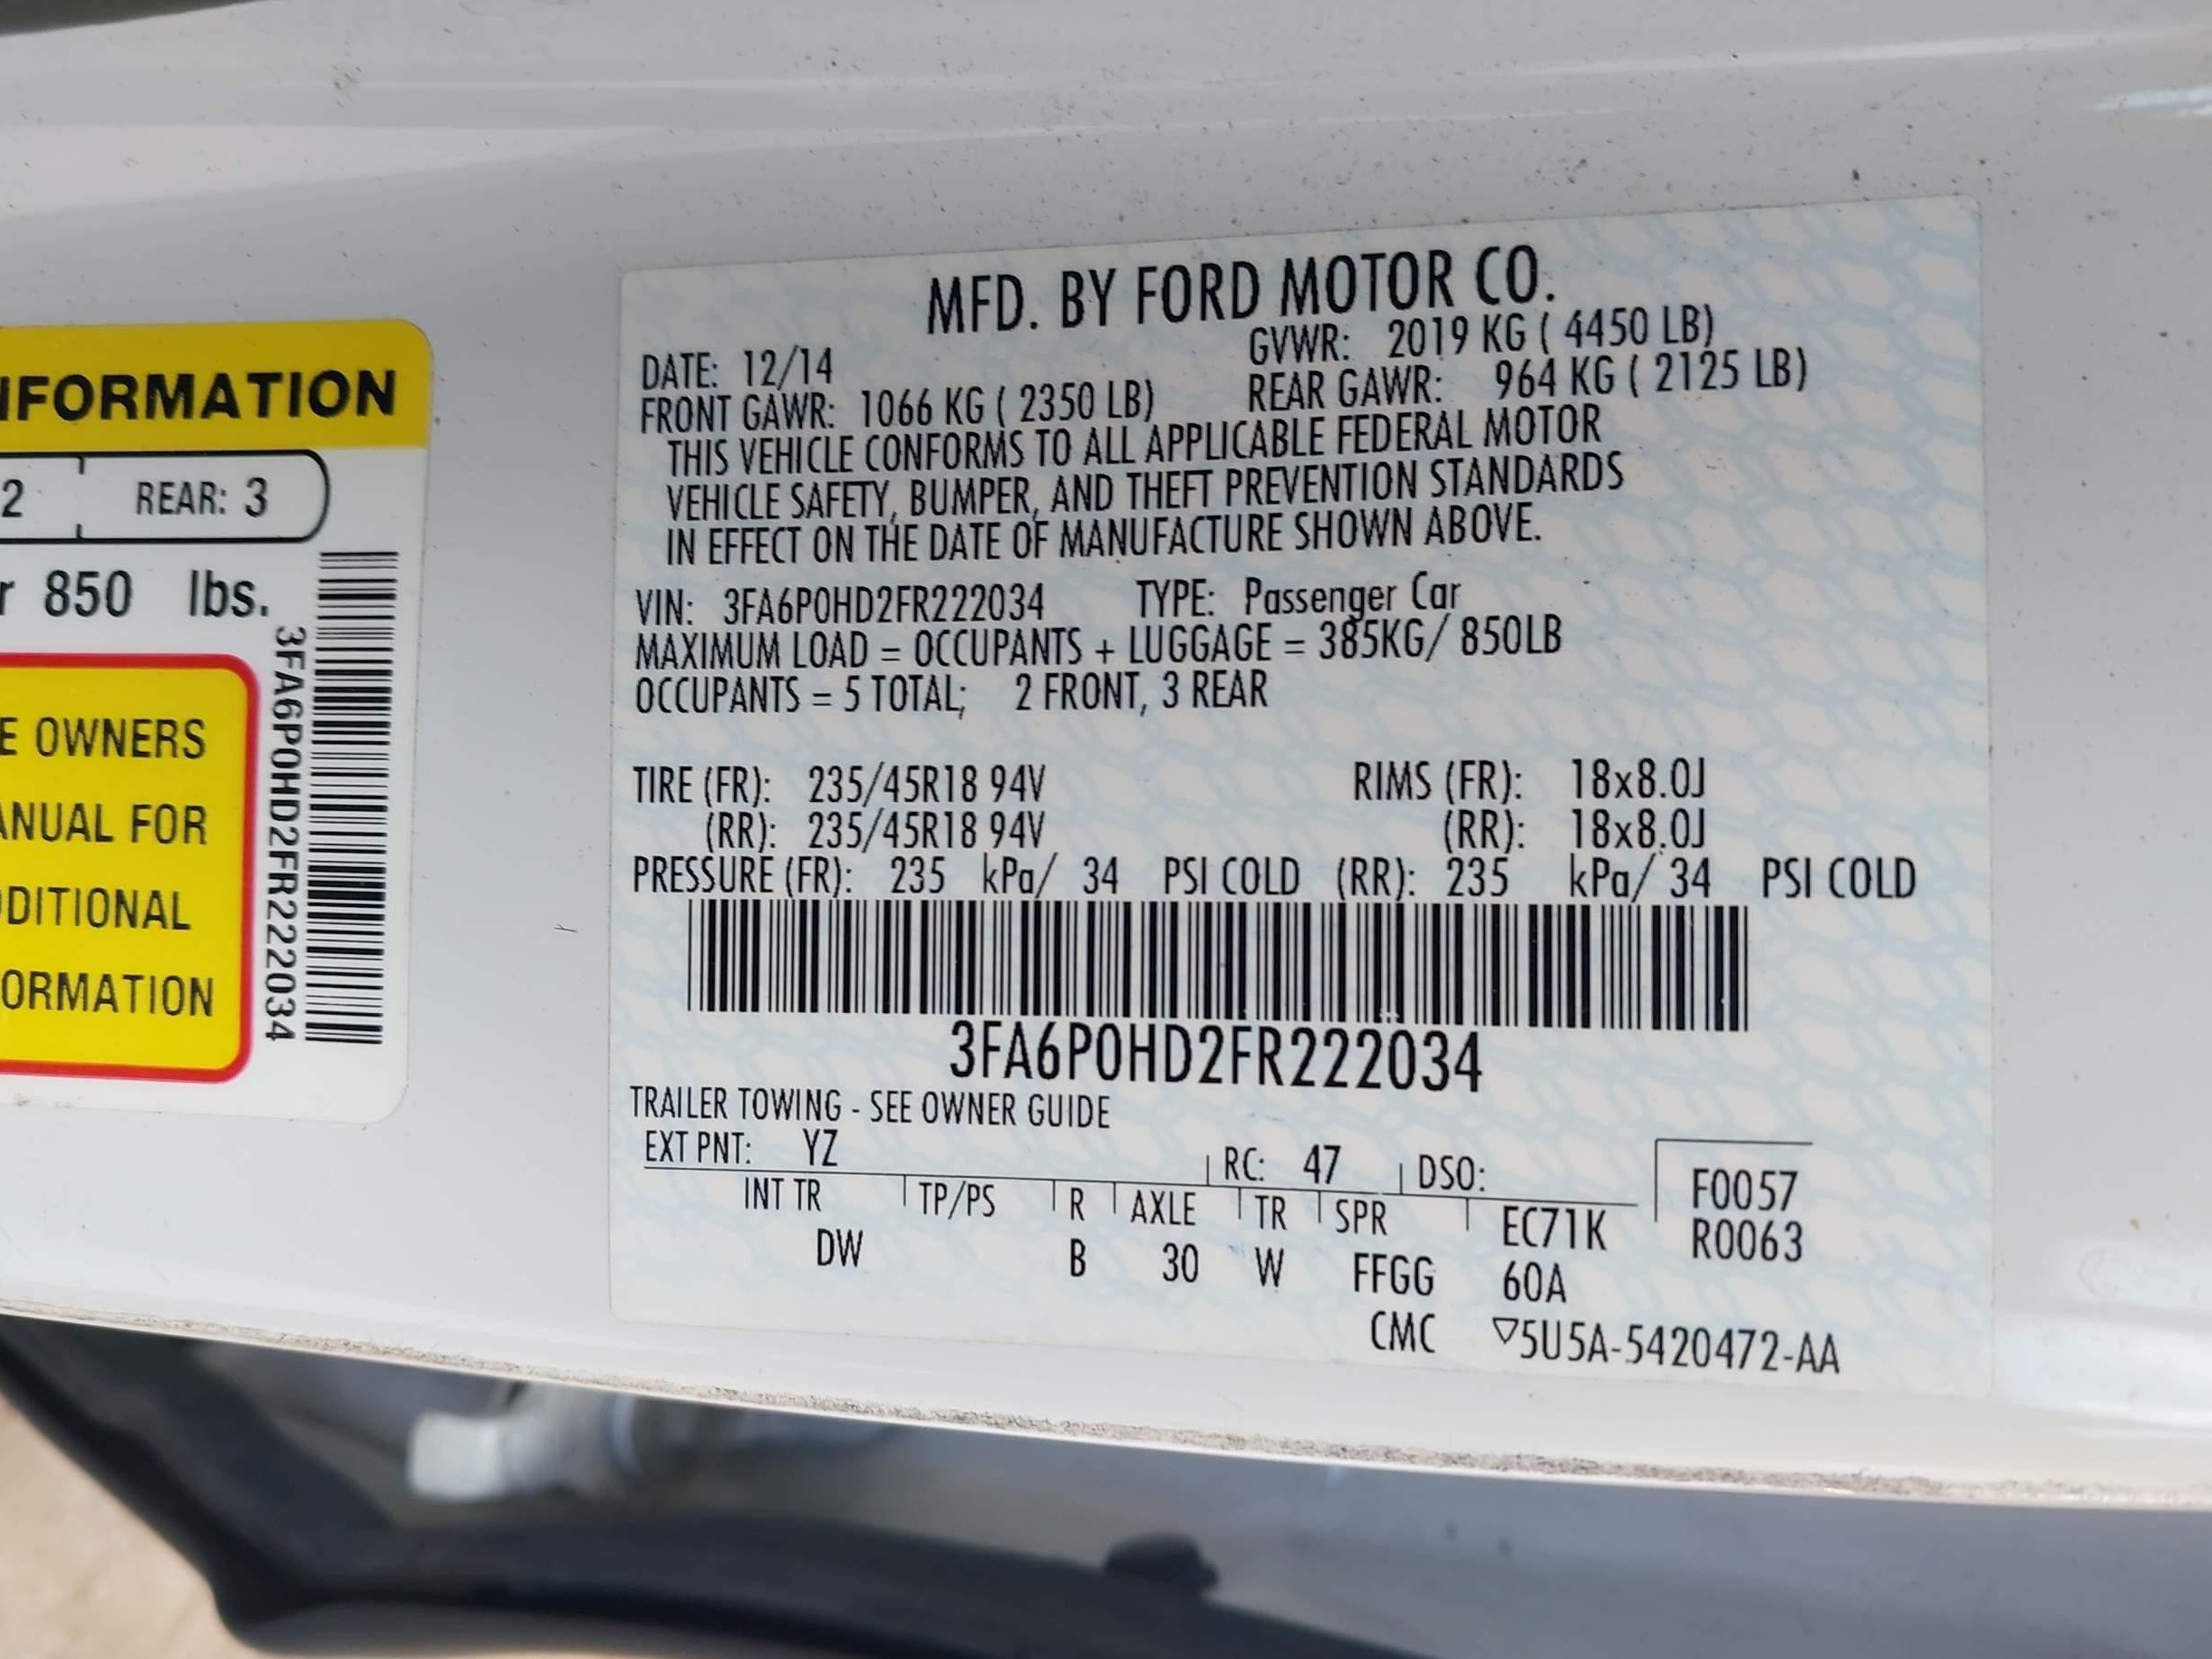 NFORMATION
2 REAR: 3
r 850 lbs.
E OWNERS
ANUAL FOR
DDITIONAL
ORMATION
3FA6P0HD2FR222034
MFD. BY FORD MOTOR CO.
DATE: 12/14 GVWR: 2019 KG ( 4450 LB)
FRONT GAWR: 1066 KG ( 2350 LB) REAR GAWR: 964 KG ( 2125 LB)
THIS VEHICLE CONFORMS TO ALL APPLICABLE FEDERAL MOTOR
VEHICLE SAFETY, BUMPER, AND THEFT PREVENTION STANDARDS
IN EFFECT ON THE DATE OF MANUFACTURE SHOWN ABOVE.
VIN: 3FA6P0HD2FR222034 TYPE: Passenger Car
MAXIMUM LOAD = OCCUPANTS + LUGGAGE = 385KG/ 850LB
OCCUPANTS = 5 TOTAL; 2 FRONT, 3 REAR
TIRE (FR): 235/45R18 94V RIMS (FR): 18x8.0J
(RR): 235/45R18 94V (RR): 18x8.0J
PRESSURE (FR): 235 kPa/ 34 PSI COLD (RR): 235 kPa/ 34 PSI COLD
3FA6P0HD2FR222034
TRAILER TOWING - SEE OWNER GUIDE
EXT PNT: YZ RC: 47 DSO: F0057
INT TR TP/PS R AXLE TR SPR EC71K R0063
DW B 30 W FFGG 60A
CMC ▽5U5A-5420472-AA